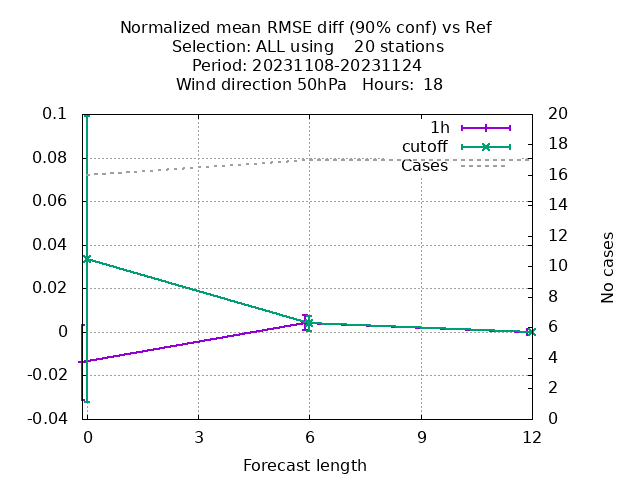 Normalized mean RMSE diff (90% conf) vs Ref
Selection: ALL using    20 stations
Period: 20231108-20231124
Wind direction 50hPa   Hours:  18
0.1
0.08
0.06
0.04
0.02
0
-0.02
-0.04
1h
cutoff
Cases
20
18
16
14
12
10
8
6
4
2
0
No cases
0
3
6
9
12
Forecast length